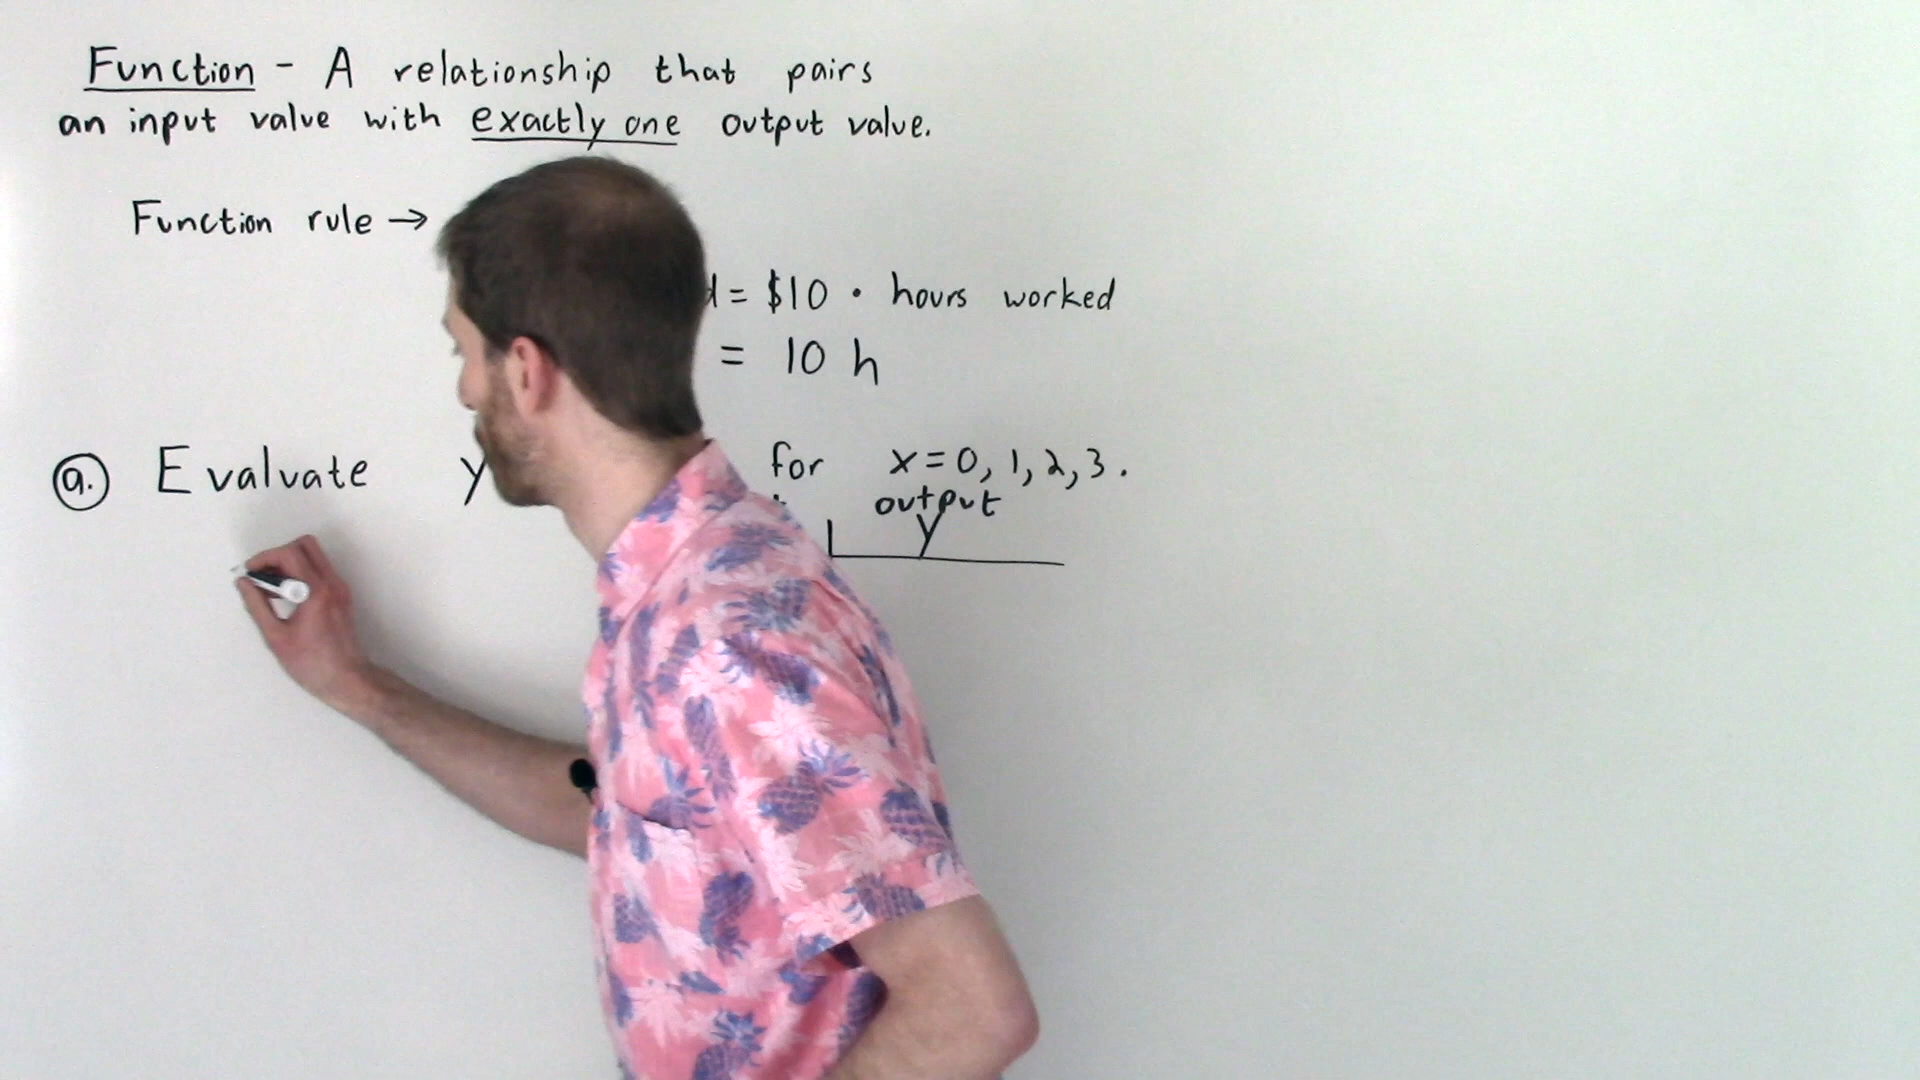 Function - A relationship that pairs
an input value with exactly one output value.
Function rule →
= $10 · hours worked
= 10 h
a. Evaluate y for x = 0, 1, 2, 3.
output
y